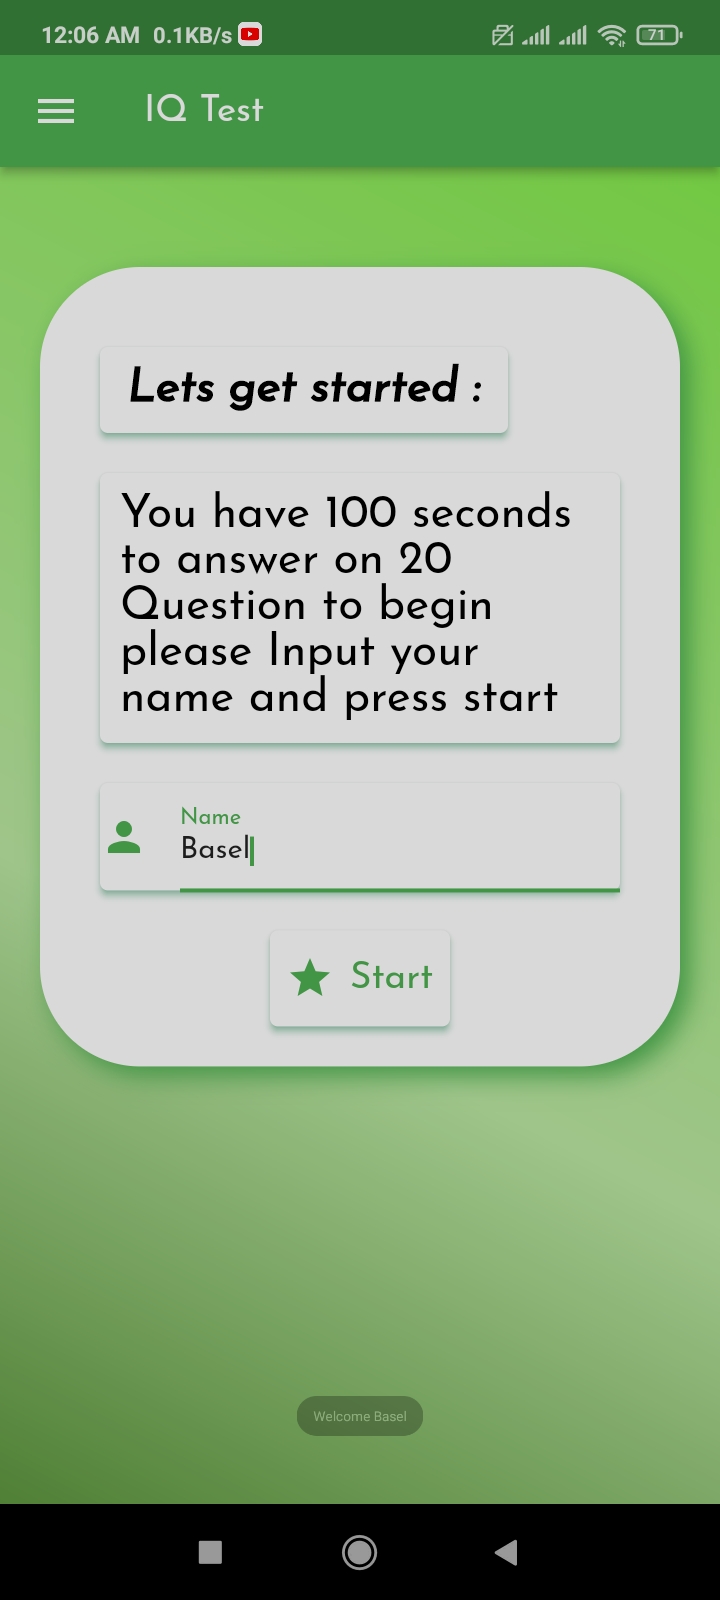 12:06 AM 0.1KB/s 71
IQ Test
Lets get started :
You have 100 seconds
to answer on 20
Question to begin
please Input your
name and press start
Name
Basel
Start
Welcome Basel